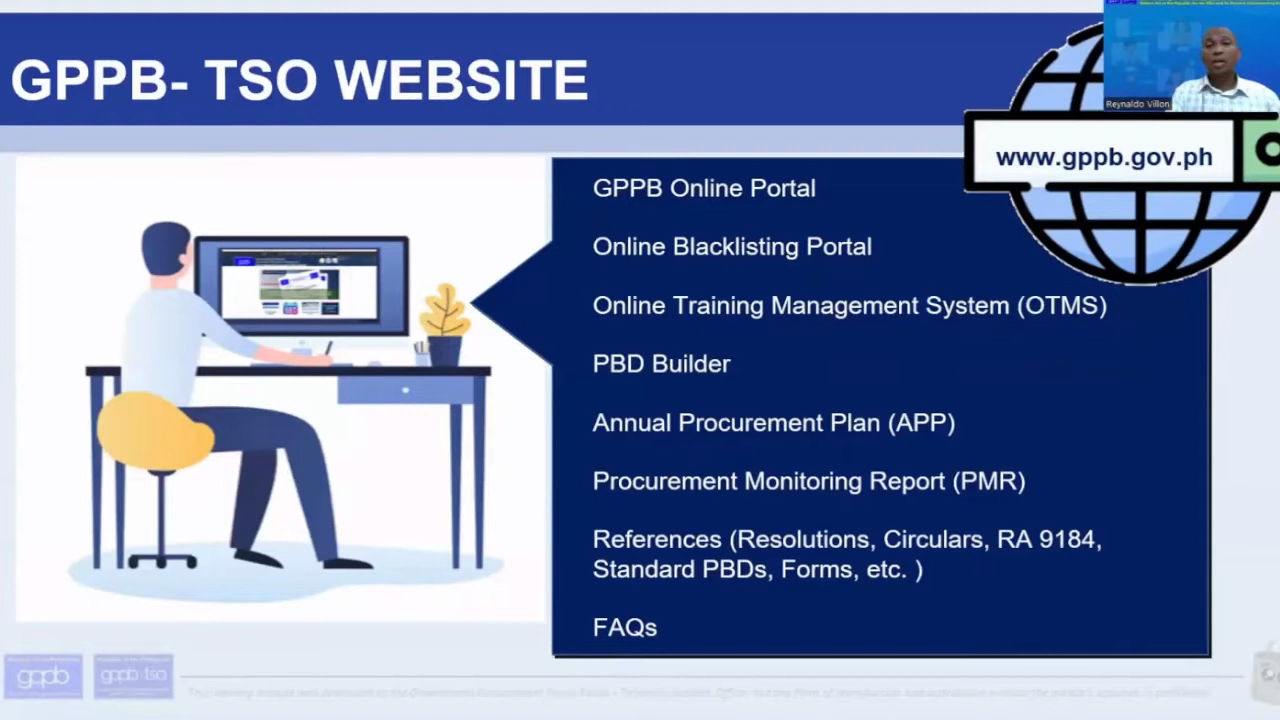 GPPB- TSO WEBSITE
Reynaldo Villon
www.gppb.gov.ph
GPPB Online Portal
Online Blacklisting Portal
Online Training Management System (OTMS)
PBD Builder
Annual Procurement Plan (APP)
Procurement Monitoring Report (PMR)
References (Resolutions, Circulars, RA 9184,
Standard PBDs, Forms, etc. )
FAQs
gppb
gppb tso